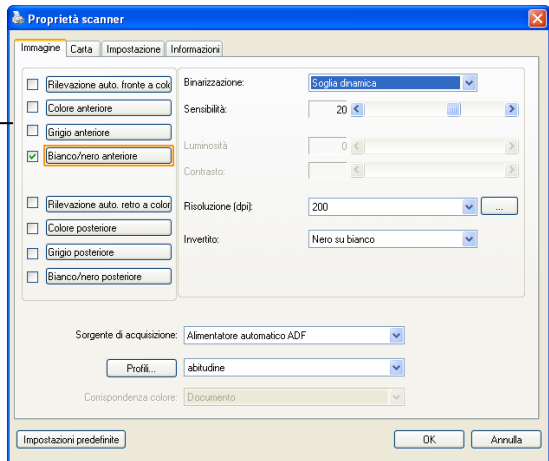 Proprietà scanner
Immagine Carta Impostazione Informazioni
Rilevazione auto. fronte a colo
Colore anteriore
Grigio anteriore
Bianco/nero anteriore
Rilevazione auto. retro a color
Colore posteriore
Grigio posteriore
Bianco/nero posteriore
Binarizzazione: Soglia dinamica
Sensibilità: 20
Luminosità 0
Contrasto:
Risoluzione (dpi): 200 ...
Invertito: Nero su bianco
Sorgente di acquisizione: Alimentatore automatico ADF
Profili... abitudine
Corrispondenza colore: Documento
Impostazioni predefinite OK Annulla